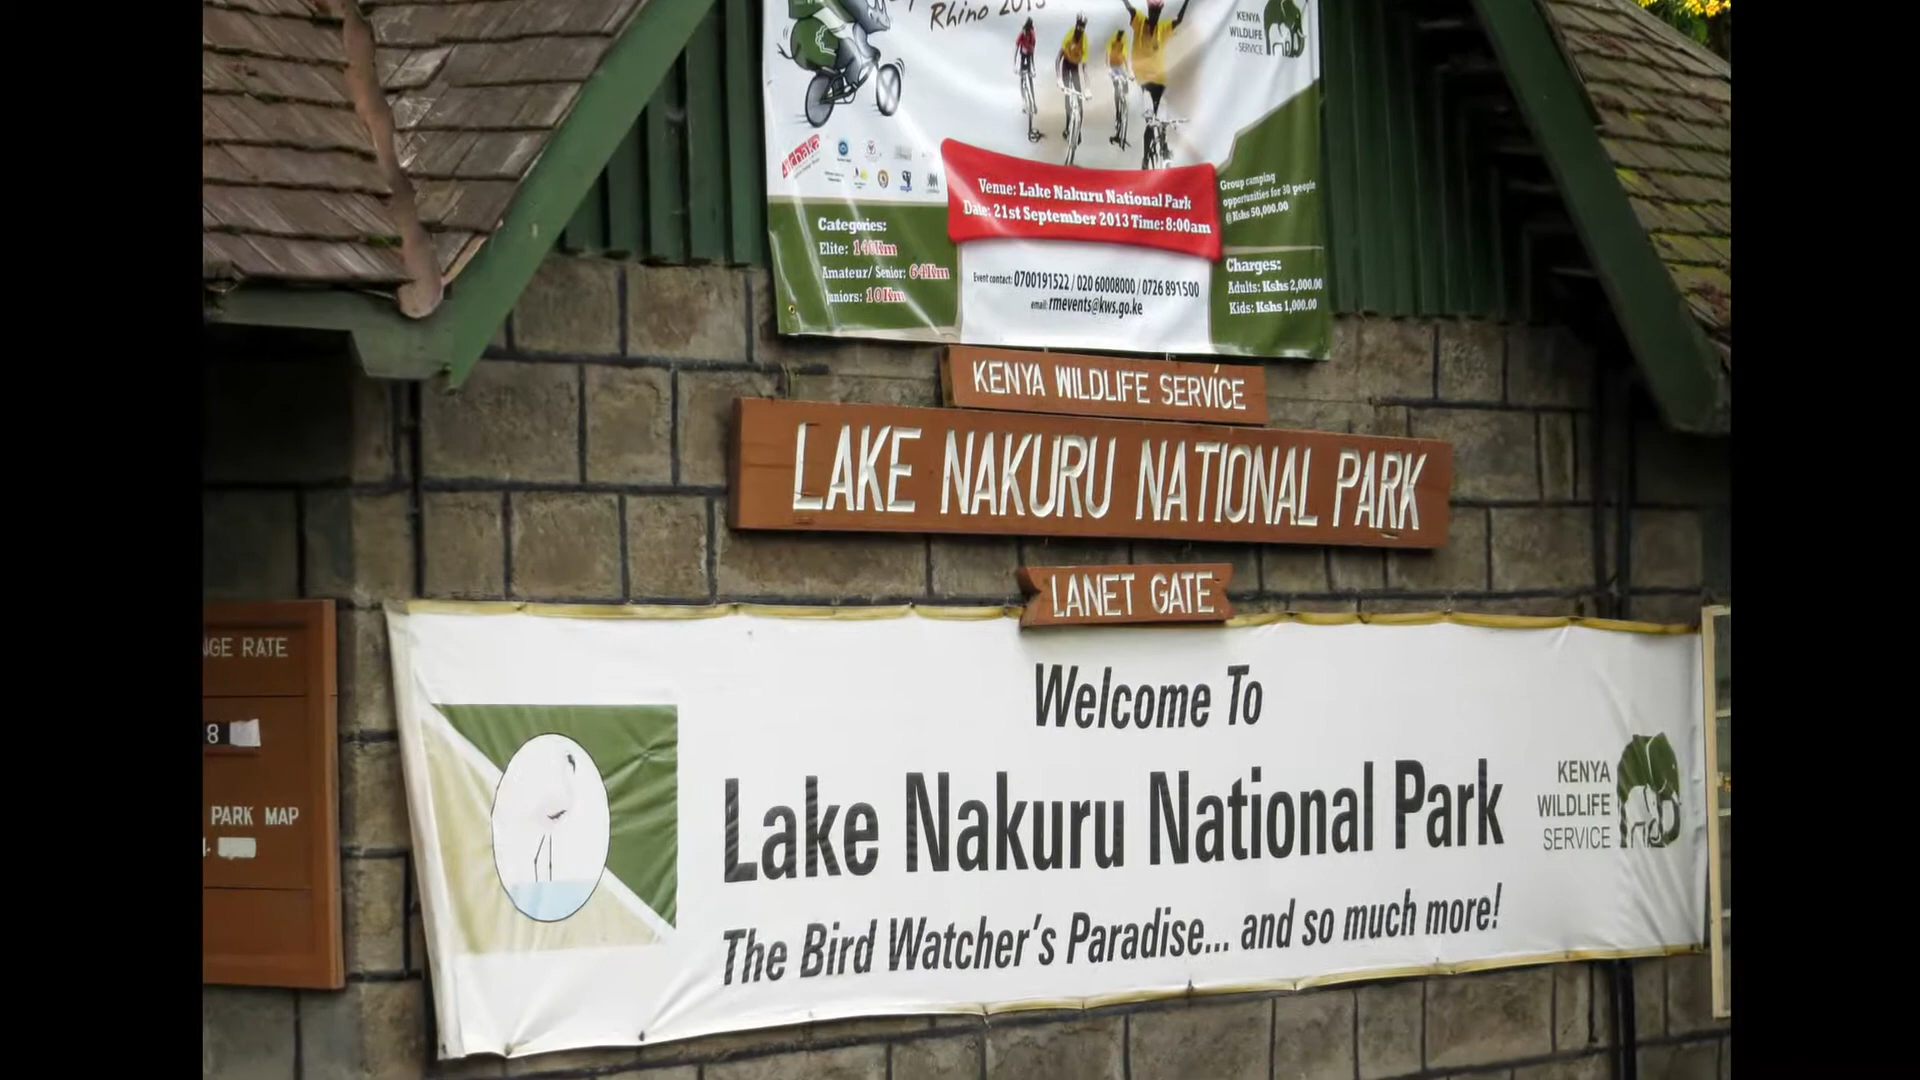 Rhino 2013
KENYA
WILDLIFE
SERVICE
Venue: Lake Nakuru National Park
Date: 21st September 2013 Time: 8:00am
Group camping
opportunities for 30 people
@ Kshs 50,000.00
Categories:
Elite: 140Km
Amateur/ Senior: 64Km
Juniors: 10Km
Event contact: 0700191522 / 020 6000800 / 0726 891500
email: rmevents@kws.go.ke
Charges:
Adults: Kshs 2,000.00
Kids: Kshs 1,000.00
KENYA WILDLIFE SERVICE
LAKE NAKURU NATIONAL PARK
LANET GATE
RATE
8
PARK MAP
Welcome To
Lake Nakuru National Park
The Bird Watcher's Paradise... and so much more!
KENYA
WILDLIFE
SERVICE